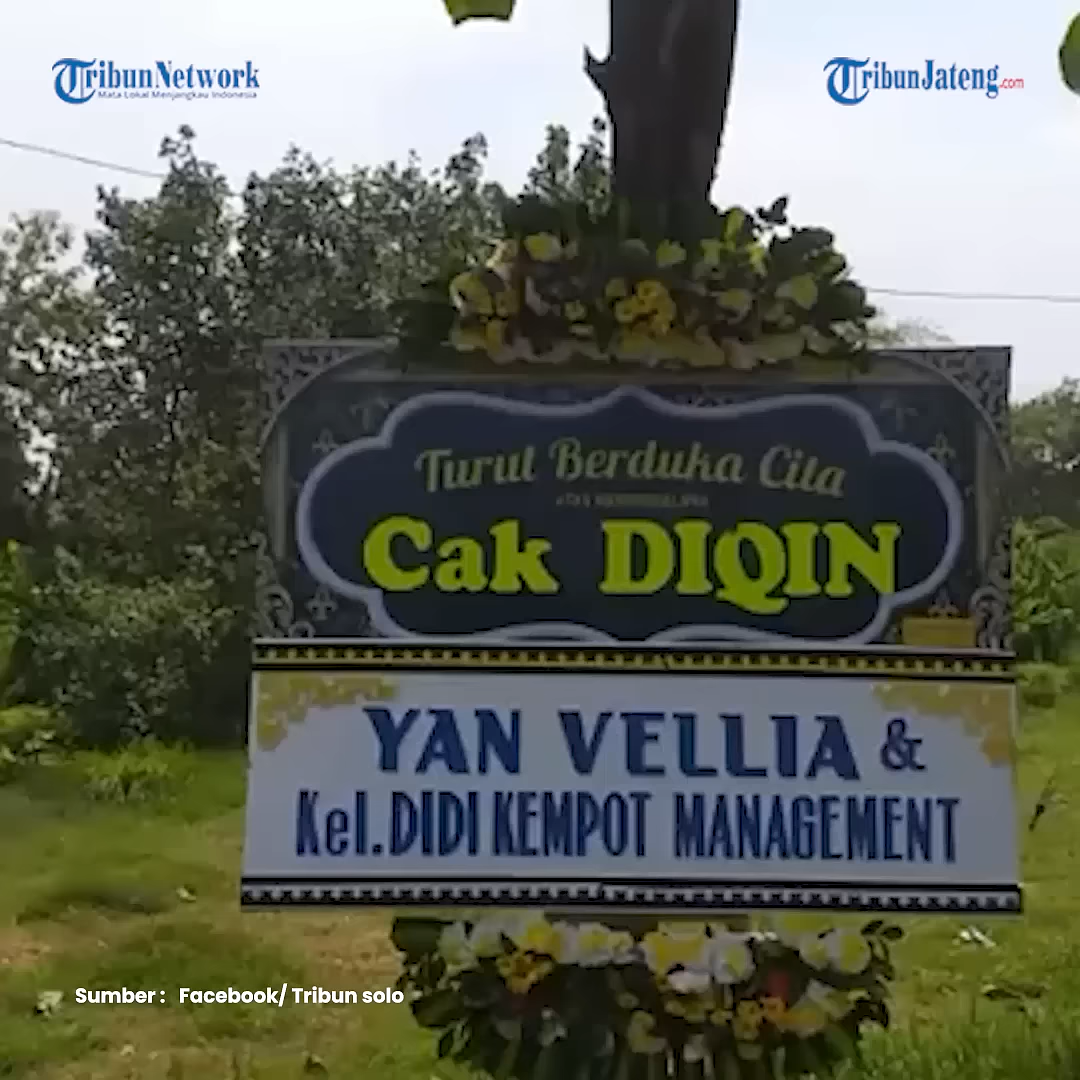 TribunNetwork
Mata Lokal Menjangkau Indonesia
TribunJateng.com
Turut Berduka Cita
Cak DIQIN
YAN VELLIA &
Kel. DIDI KEMPOT MANAGEMENT
Sumber : Facebook/ Tribun solo